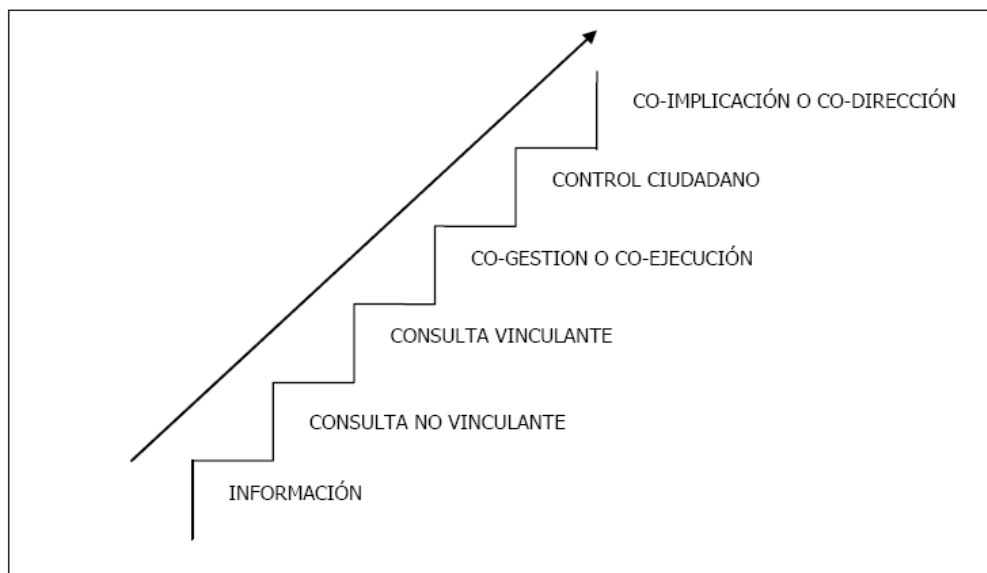 CO-IMPLICACIÓN O CO-DIRECCIÓN
CONTROL CIUDADANO
CO-GESTION O CO-EJECUCIÓN
CONSULTA VINCULANTE
CONSULTA NO VINCULANTE
INFORMACIÓN